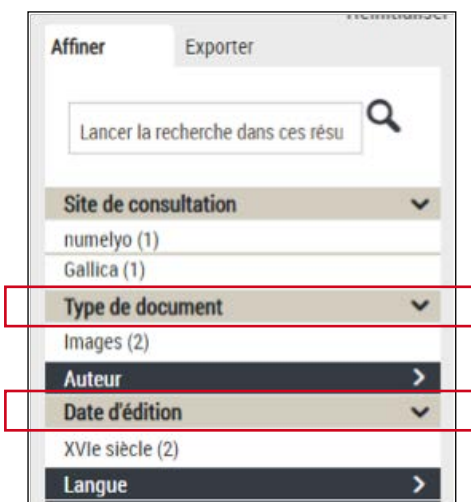 Réinitialiser
Affiner Exporter
Lancer la recherche dans ces résu
Site de consultation
numelyo (1)
Gallica (1)
Type de document
Images (2)
Auteur
Date d'édition
XVIe siècle (2)
Langue